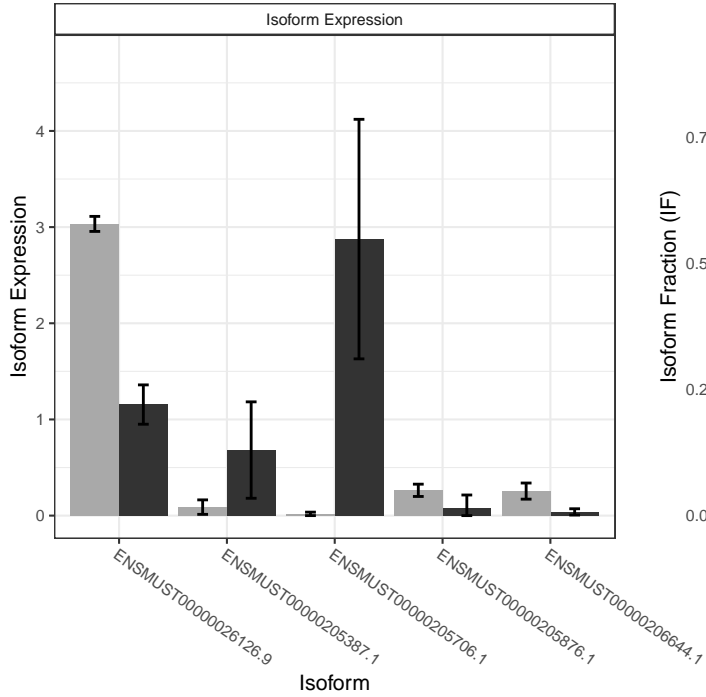 Isoform Expression
Isoform Expression
4
3
2
1
0
ENSMUST00000026126.9
ENSMUST00000205387.1
ENSMUST00000205706.1
ENSMUST00000205876.1
ENSMUST00000206644.1
Isoform
Isoform Fraction (IF)
0.7
0.5
0.2
0.0